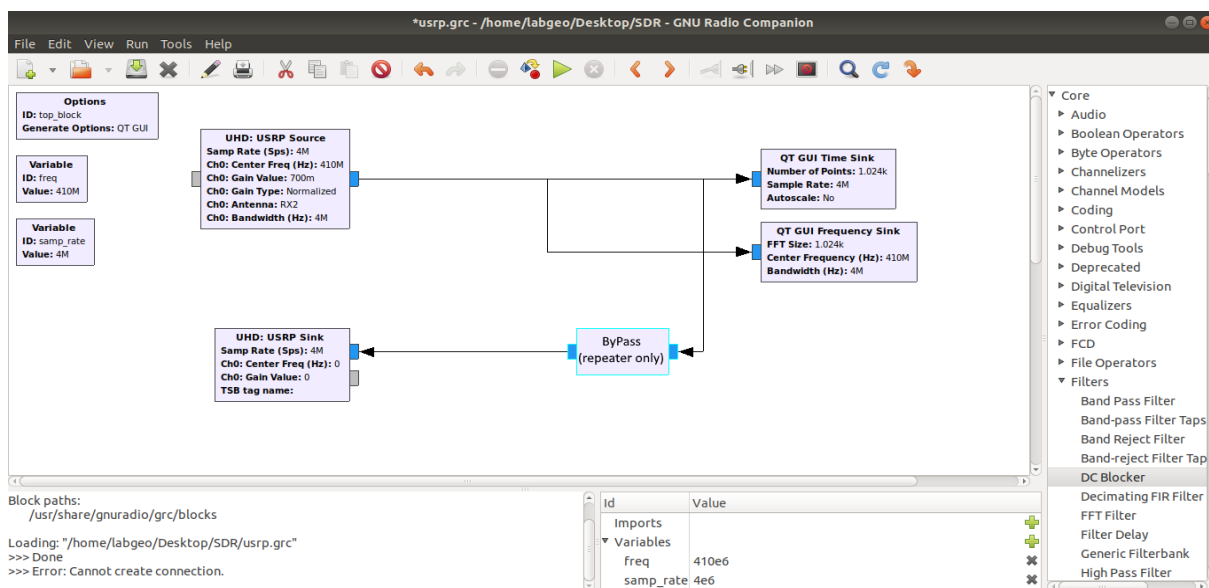 *usrp.grc - /home/labgeo/Desktop/SDR - GNU Radio Companion
File Edit View Run Tools Help
Options
ID: top_block
Generate Options: QT GUI
Variable
ID: freq
Value: 410M
Variable
ID: samp_rate
Value: 4M
UHD: USRP Source
Samp Rate (Sps): 4M
Ch0: Center Freq (Hz): 410M
Ch0: Gain Value: 700m
Ch0: Gain Type: Normalized
Ch0: Antenna: RX2
Ch0: Bandwidth (Hz): 4M
QT GUI Time Sink
Number of Points: 1.024k
Sample Rate: 4M
Autoscale: No
QT GUI Frequency Sink
FFT Size: 1.024k
Center Frequency (Hz): 410M
Bandwidth (Hz): 4M
UHD: USRP Sink
Samp Rate (Sps): 4M
Ch0: Center Freq (Hz): 0
Ch0: Gain Value: 0
TSB tag name:
ByPass
(repeater only)
Core
Audio
Boolean Operators
Byte Operators
Channelizers
Channel Models
Coding
Control Port
Debug Tools
Deprecated
Digital Television
Equalizers
Error Coding
FCD
File Operators
Filters
Band Pass Filter
Band-pass Filter Taps
Band Reject Filter
Band-reject Filter Tap
DC Blocker
Decimating FIR Filter
FFT Filter
Filter Delay
Generic Filterbank
High Pass Filter
Block paths:
/usr/share/gnuradio/grc/blocks
Loading: "/home/labgeo/Desktop/SDR/usrp.grc"
>>> Done
>>> Error: Cannot create connection.
Id Value
Imports
Variables
freq 410e6
samp_rate 4e6